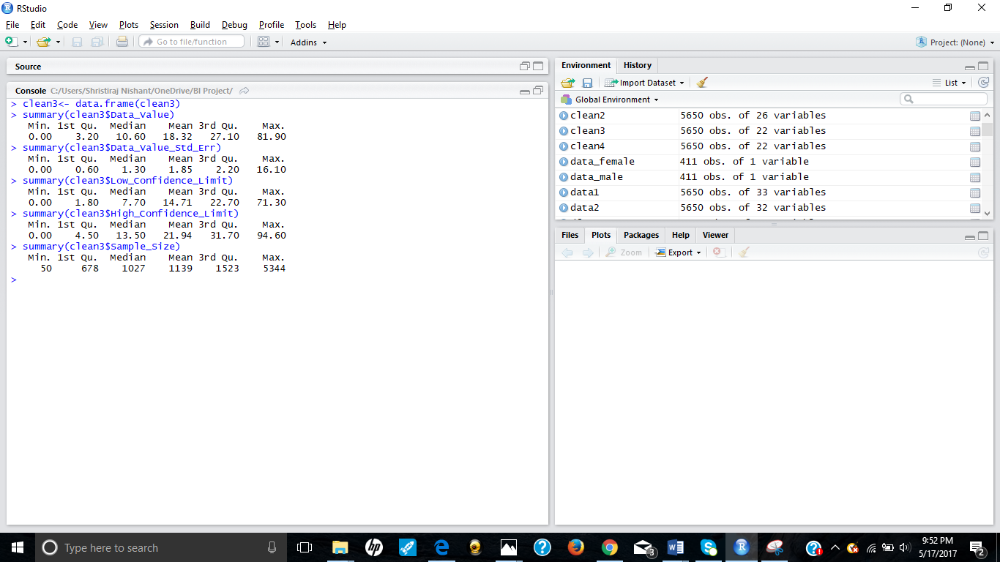 RStudio
File Edit Code View Plots Session Build Debug Profile Tools Help
Go to file/function Addins Project: (None)
Source
Console C:/Users/Shristiraj Nishant/OneDrive/BI Project/
> clean3<- data.frame(clean3)
> summary(clean3$Data_Value)
Min. 1st Qu. Median Mean 3rd Qu. Max.
0.00 3.20 10.60 18.32 27.10 81.90
> summary(clean3$Data_Value_Std_Err)
Min. 1st Qu. Median Mean 3rd Qu. Max.
0.00 0.60 1.30 1.85 2.20 16.10
> summary(clean3$Low_Confidence_Limit)
Min. 1st Qu. Median Mean 3rd Qu. Max.
0.00 1.80 7.70 14.71 22.70 71.30
> summary(clean3$High_Confidence_Limit)
Min. 1st Qu. Median Mean 3rd Qu. Max.
0.00 4.50 13.50 21.94 31.70 94.60
> summary(clean3$Sample_Size)
Min. 1st Qu. Median Mean 3rd Qu. Max.
50 678 1027 1139 1523 5344
>
Environment History
Import Dataset List
Global Environment
clean2 5650 obs. of 26 variables
clean3 5650 obs. of 22 variables
clean4 5650 obs. of 22 variables
data_female 411 obs. of 1 variable
data_male 411 obs. of 1 variable
data1 5650 obs. of 33 variables
data2 5650 obs. of 32 variables
Files Plots Packages Help Viewer
Zoom Export
Type here to search
9:52 PM
5/17/2017
3
2